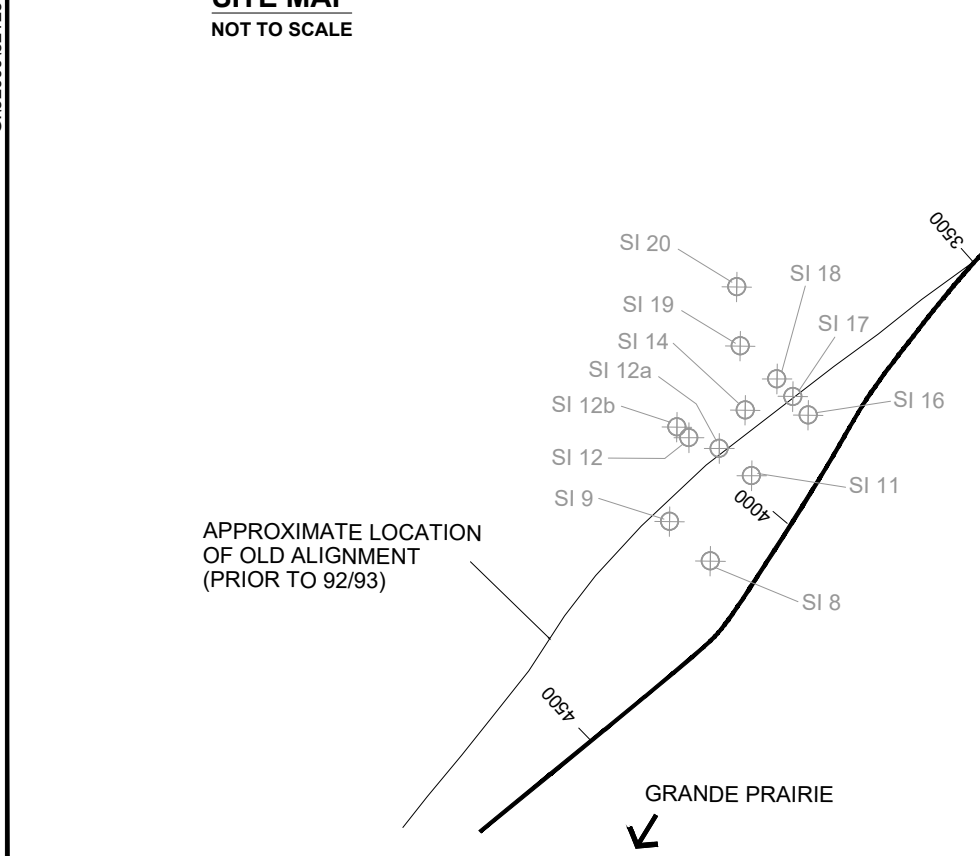 SITE MAP
NOT TO SCALE
3500
SI 20
SI 18
SI 19
SI 17
SI 14
SI 12a
SI 16
SI 12b
SI 12
SI 11
SI 9
4000
APPROXIMATE LOCATION
OF OLD ALIGNMENT
(PRIOR TO 92/93)
SI 8
4500
GRANDE PRAIRIE